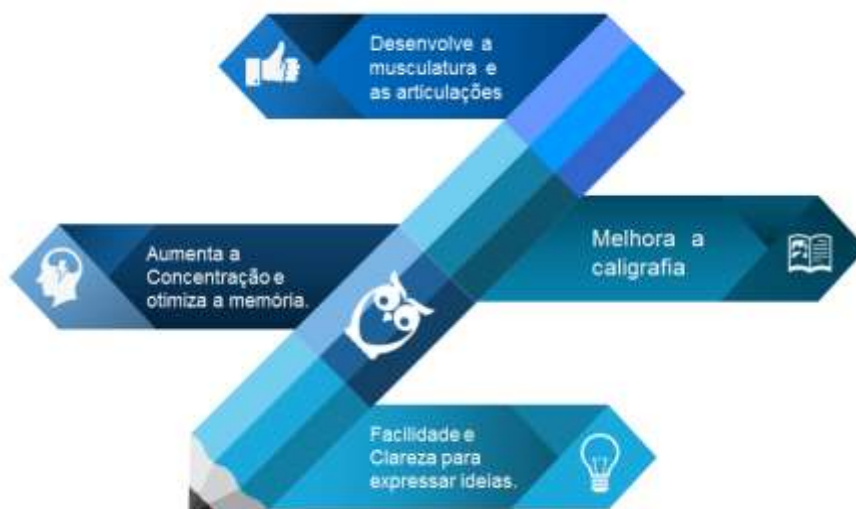 Desenvolve a
musculatura e
as articulações
Aumenta a
Concentração e
otimiza a memória.
Melhora a
caligrafia
Facilidade e
Clareza para
expressar ideias.